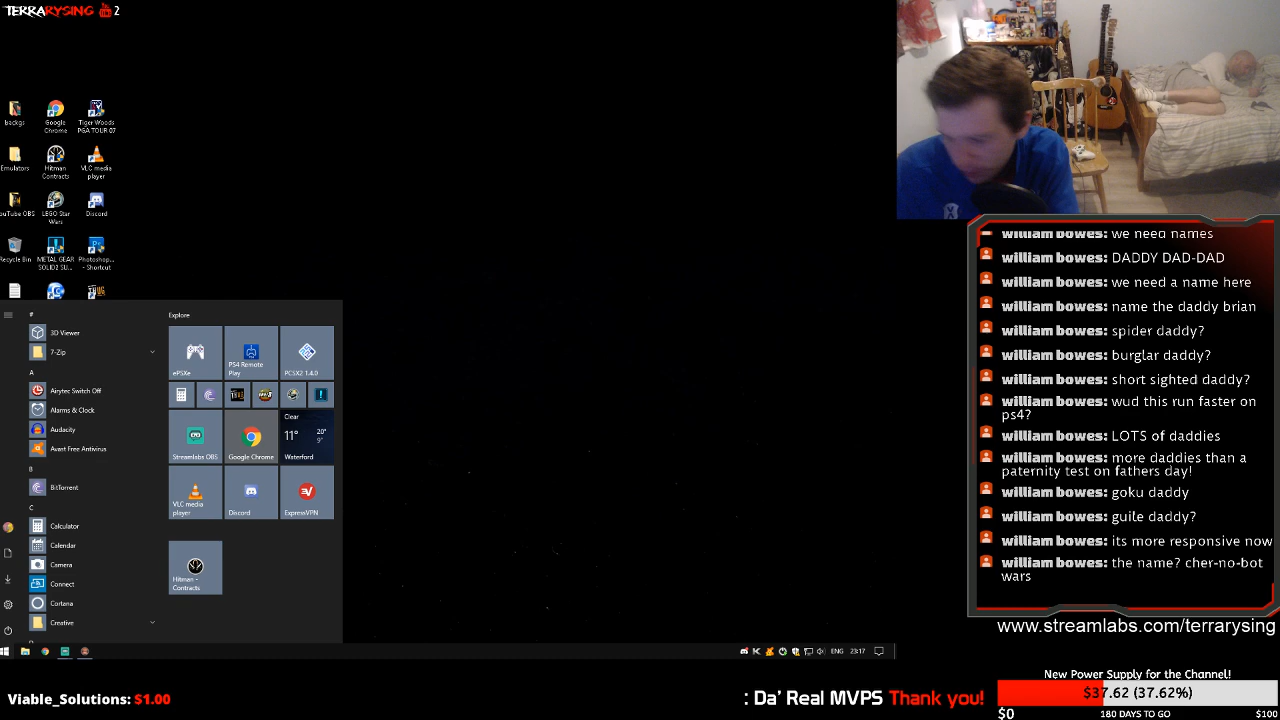 TERRARYSING 2
backgs
Google Chrome
Tiger Woods PGA TOUR 07
Emulators
Hitman Contracts
VLC media player
ouTube OBS
LEGO Star Wars
Discord
Recycle Bin
METAL GEAR SOLID2 SU...
Photoshop... - Shortcut
#
3D Viewer
7-Zip
A
Airytec Switch Off
Alarms & Clock
Audacity
Avast Free Antivirus
B
BitTorrent
C
Calculator
Calendar
Camera
Connect
Cortana
Creative
Explore
ePSXe
PS4 Remote Play
PCSX2 1.4.0
Streamlabs OBS
Google Chrome
Clear
11° 20° 9°
Waterford
VLC media player
Discord
ExpressVPN
Hitman - Contracts
ENG 23:17
william bowes: we need names
william bowes: DADDY DAD-DAD
william bowes: we need a name here
william bowes: name the daddy brian
william bowes: spider daddy?
william bowes: burglar daddy?
william bowes: short sighted daddy?
william bowes: wud this run faster on
ps4?
william bowes: LOTS of daddies
william bowes: more daddies than a
paternity test on fathers day!
william bowes: goku daddy
william bowes: guile daddy?
william bowes: its more responsive now
william bowes: the name? cher-no-bot
wars
www.streamlabs.com/terrarysing
Viable_Solutions: $1.00
: Da' Real MVPS Thank you!
New Power Supply for the Channel!
$37.62 (37.62%)
$0 180 DAYS TO GO $100